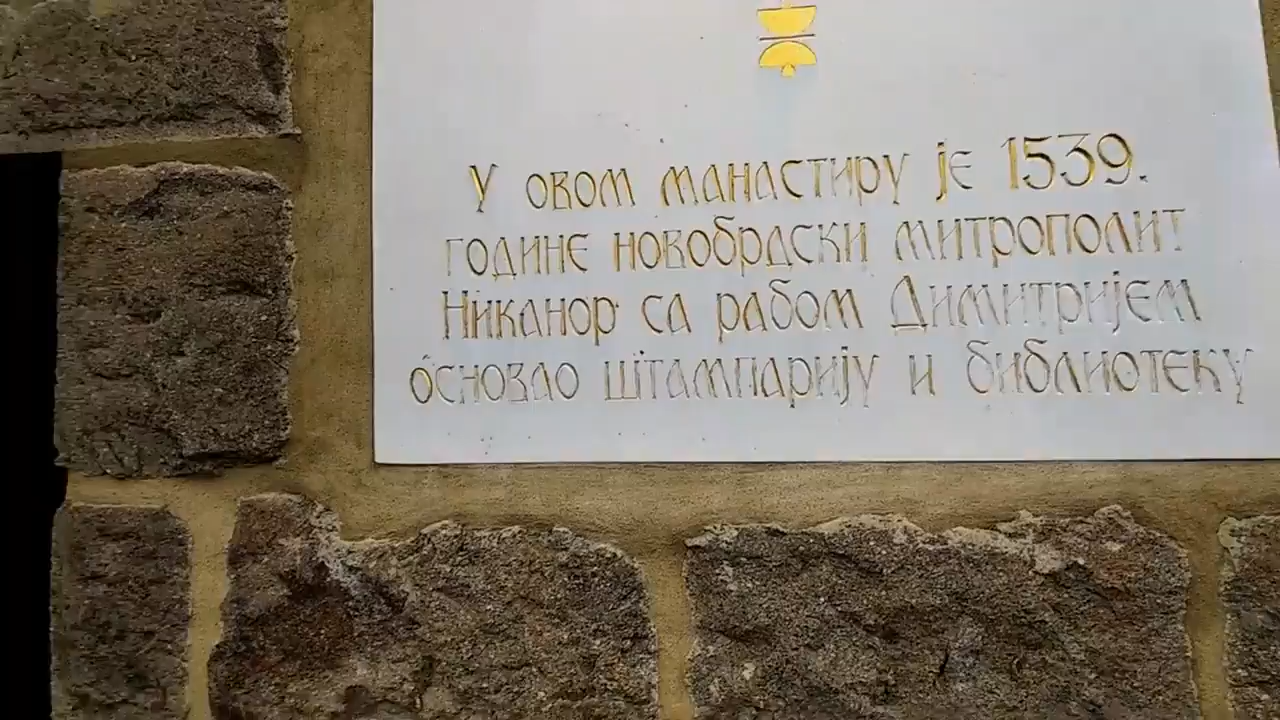 У овом манастиру је 1539.
године новобрдски митрополит
Никанор са рабом Димитријем
основао штампарију и библиотеку